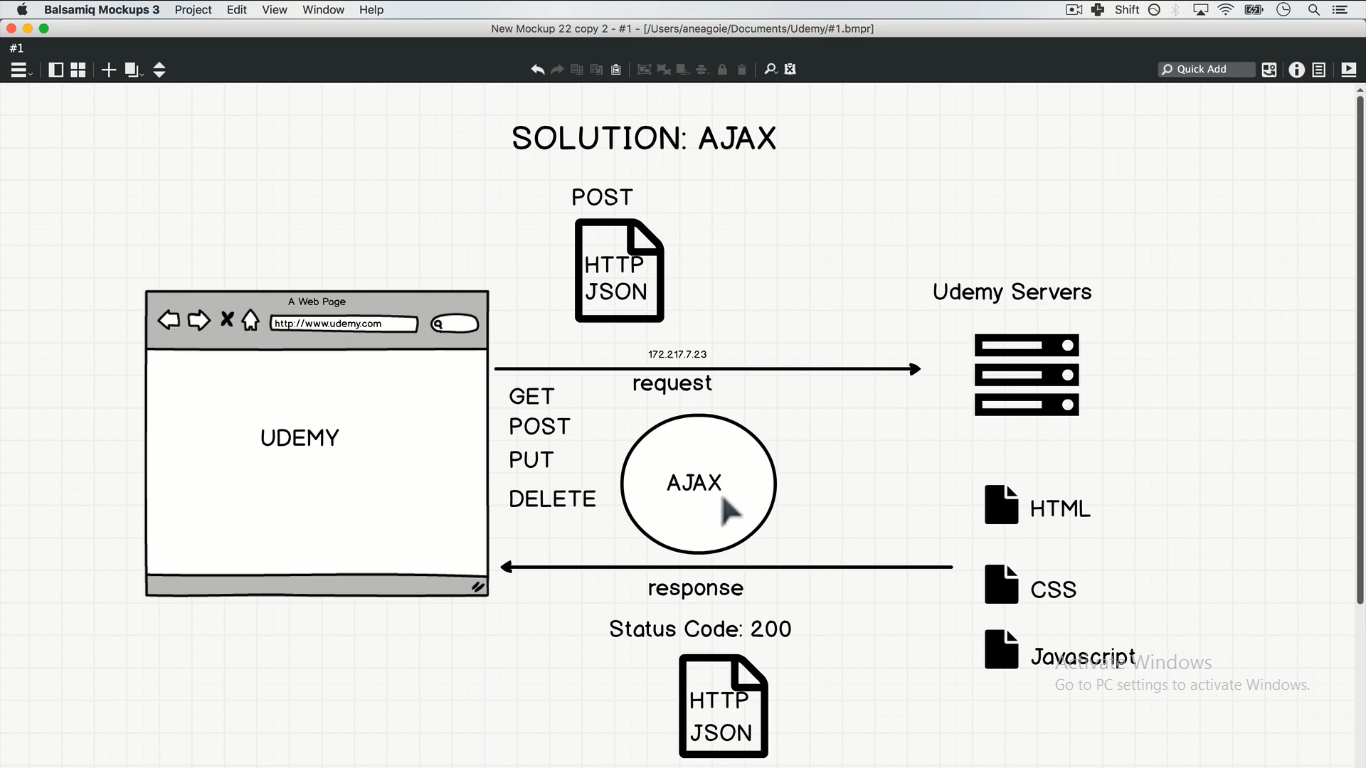 Balsamiq Mockups 3 Project Edit View Window Help Shift
New Mockup 22 copy 2 - #1 - [/Users/aneagoie/Documents/Udemy/#1.bmpr]
#1
Quick Add
SOLUTION: AJAX
POST
HTTP
JSON
A Web Page
http://www.udemy.com
UDEMY
172.217.7.23
request
GET
POST
PUT
DELETE
AJAX
response
Status Code: 200
HTTP
JSON
Udemy Servers
HTML
CSS
Javascript
Activate Windows
Go to PC settings to activate Windows.